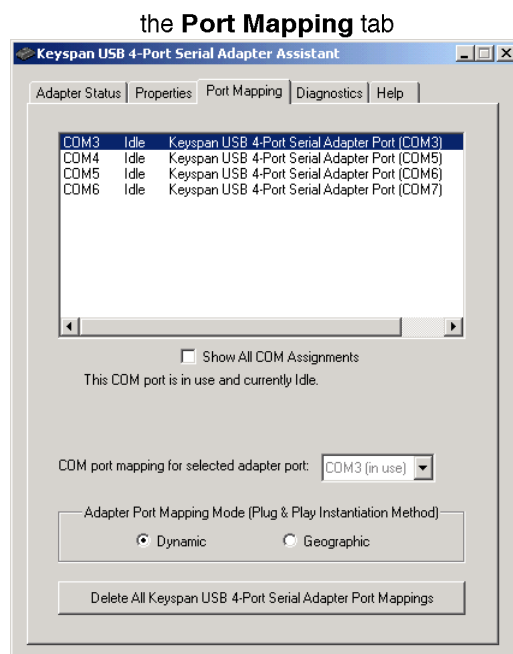 the Port Mapping tab
Keyspan USB 4-Port Serial Adapter Assistant
Adapter Status Properties Port Mapping Diagnostics Help
COM3 Idle Keyspan USB 4-Port Serial Adapter Port (COM3)
COM4 Idle Keyspan USB 4-Port Serial Adapter Port (COM5)
COM5 Idle Keyspan USB 4-Port Serial Adapter Port (COM6)
COM6 Idle Keyspan USB 4-Port Serial Adapter Port (COM7)
Show All COM Assignments
This COM port is in use and currently Idle.
COM port mapping for selected adapter port: COM3 (in use)
Adapter Port Mapping Mode (Plug & Play Instantiation Method)
Dynamic Geographic
Delete All Keyspan USB 4-Port Serial Adapter Port Mappings